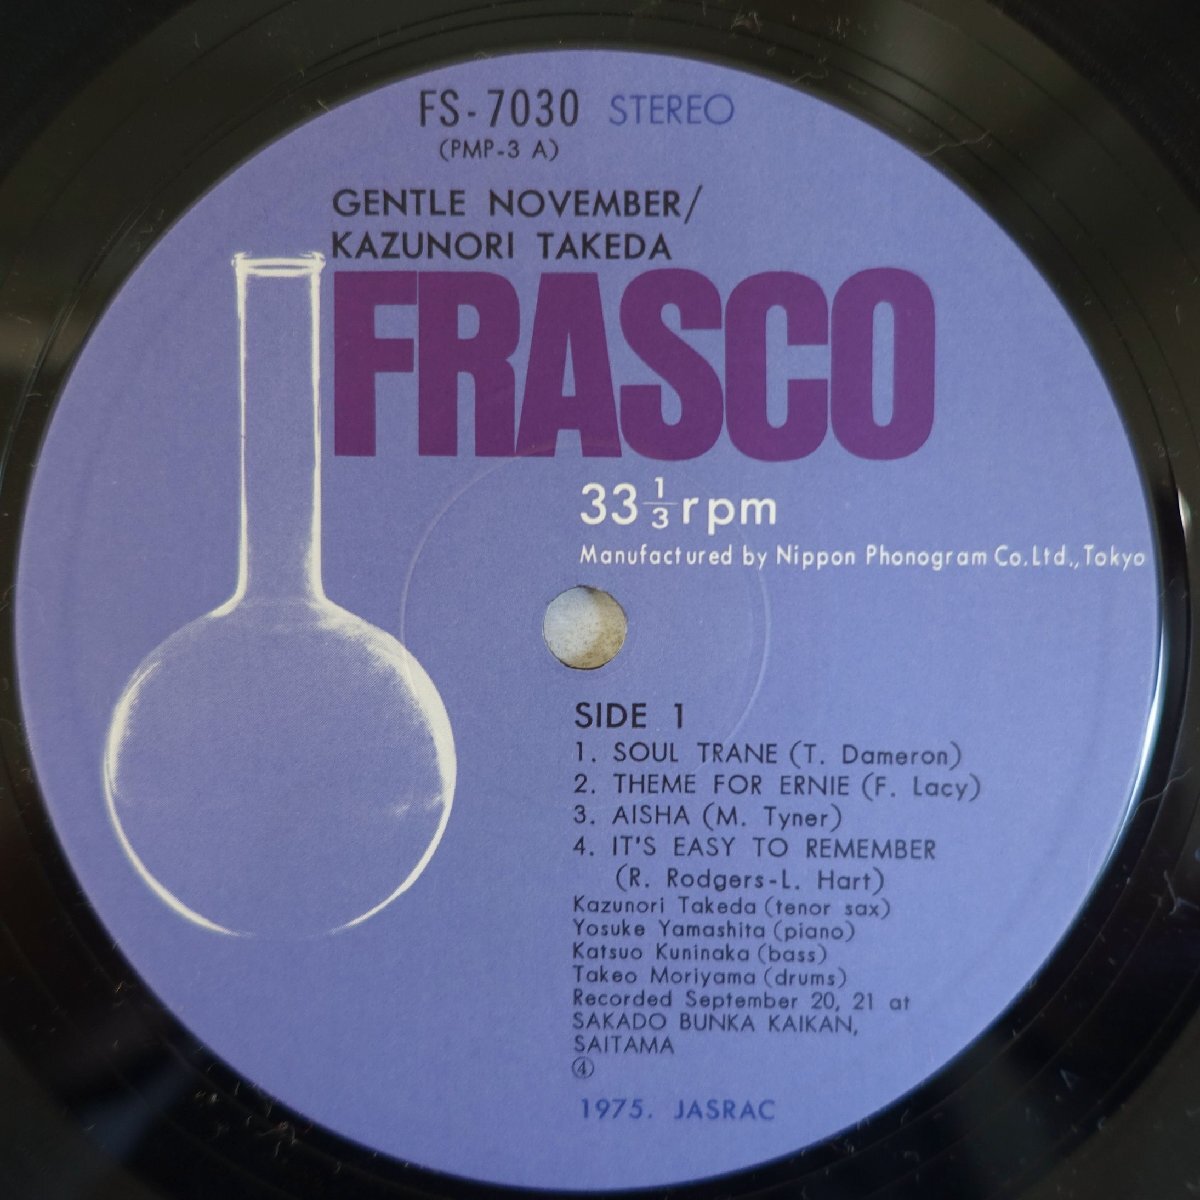 FS-7030 STEREO
(PMP-3 A)
GENTLE NOVEMBER/
KAZUNORI TAKEDA
FRASCO
33 1/3 rpm
Manufactured by Nippon Phonogram Co.Ltd.,Tokyo
SIDE 1
1. SOUL TRANE (T. Dameron)
2. THEME FOR ERNIE (F. Lacy)
3. AISHA (M. Tyner)
4. IT'S EASY TO REMEMBER
(R. Rodgers-L. Hart)
Kazunori Takeda (tenor sax)
Yosuke Yamashita (piano)
Katsuo Kuninaka (bass)
Takeo Moriyama (drums)
Recorded September 20, 21 at
SAKADO BUNKA KAIKAN,
SAITAMA
④
1975. JASRAC